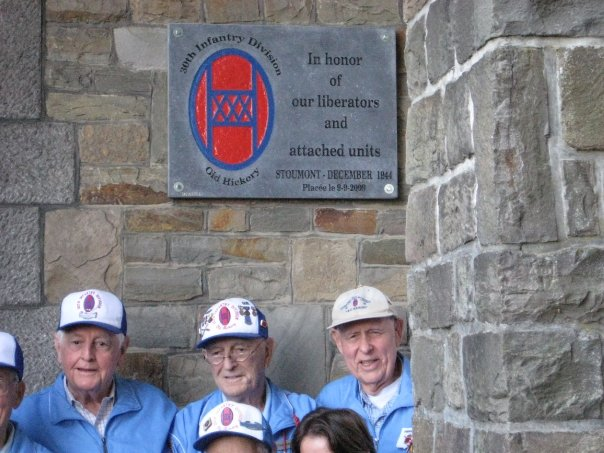 30th Infantry Division
Old Hickory
In honor
of
our liberators
and
attached units
STOUMONT - DECEMBER 1944
Placée le 9-9-2009